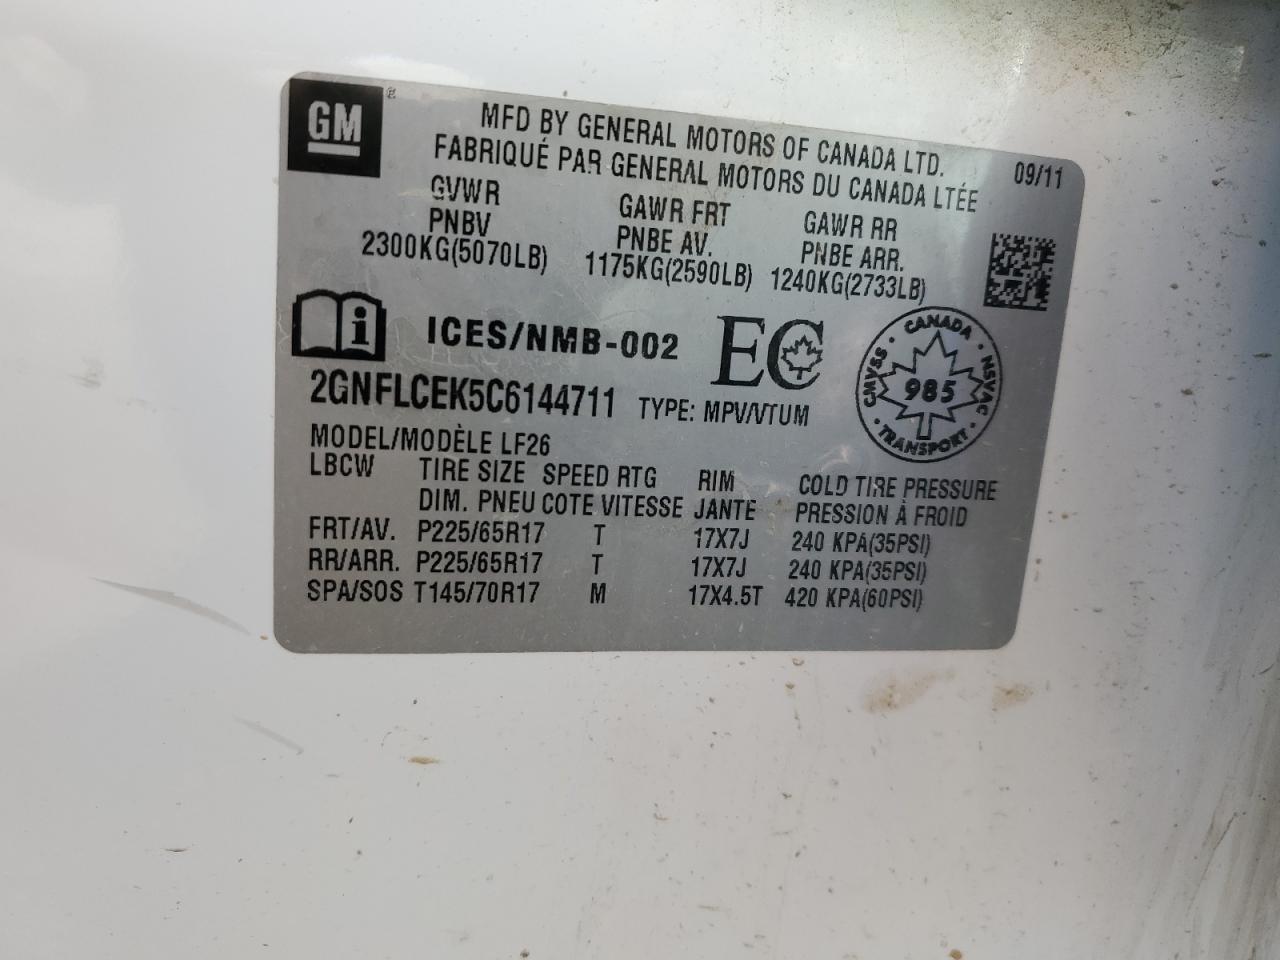 GM ®
MFD BY GENERAL MOTORS OF CANADA LTD.
FABRIQUÉ PAR GENERAL MOTORS DU CANADA LTÉE
09/11
GVWR GAWR FRT GAWR RR
PNBV PNBE AV. PNBE ARR.
2300KG(5070LB) 1175KG(2590LB) 1240KG(2733LB)
i ICES/NMB-002 EC
CANADA NSVAC TRANSPORT CMVSS
985
2GNFLCEK5C6144711 TYPE: MPV/VTUM
MODEL/MODÈLE LF26
LBCW TIRE SIZE SPEED RTG RIM COLD TIRE PRESSURE
DIM. PNEU COTE VITESSE JANTE PRESSION À FROID
FRT/AV. P225/65R17 T 17X7J 240 KPA(35PSI)
RR/ARR. P225/65R17 T 17X7J 240 KPA(35PSI)
SPA/SOS T145/70R17 M 17X4.5T 420 KPA(60PSI)